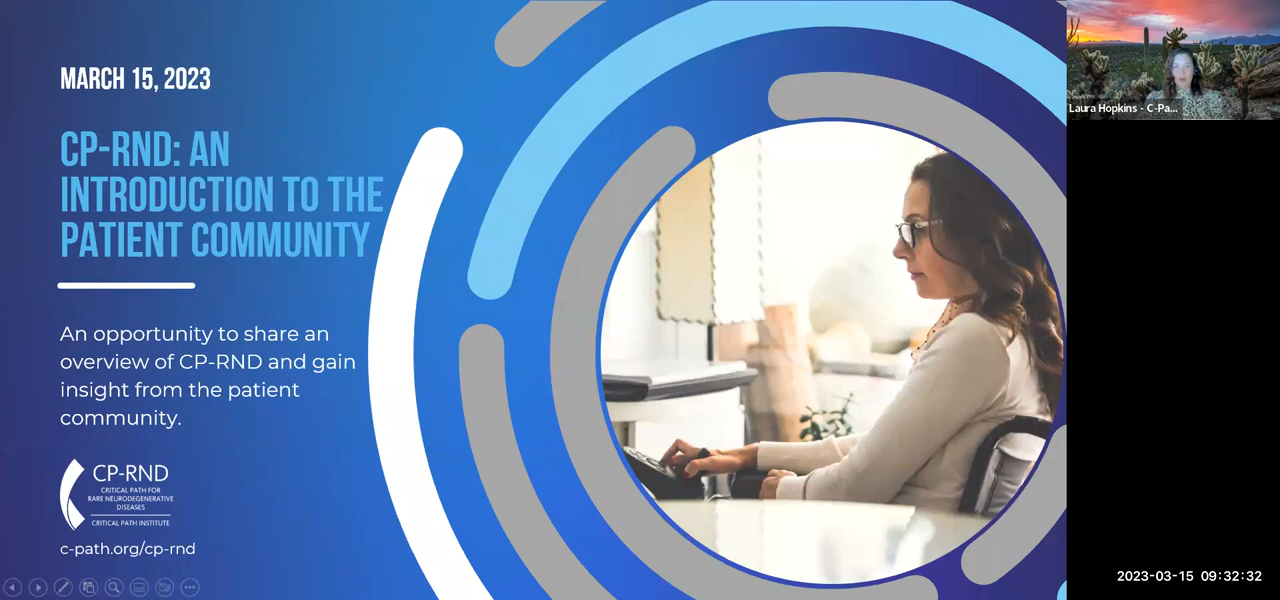 MARCH 15, 2023
CP-RND: AN
INTRODUCTION TO THE
PATIENT COMMUNITY
An opportunity to share an
overview of CP-RND and gain
insight from the patient
community.
CP-RND
CRITICAL PATH FOR
RARE NEURODEGENERATIVE
DISEASES
CRITICAL PATH INSTITUTE
c-path.org/cp-rnd
Laura Hopkins - C-Pa...
2023-03-15 09:32:32